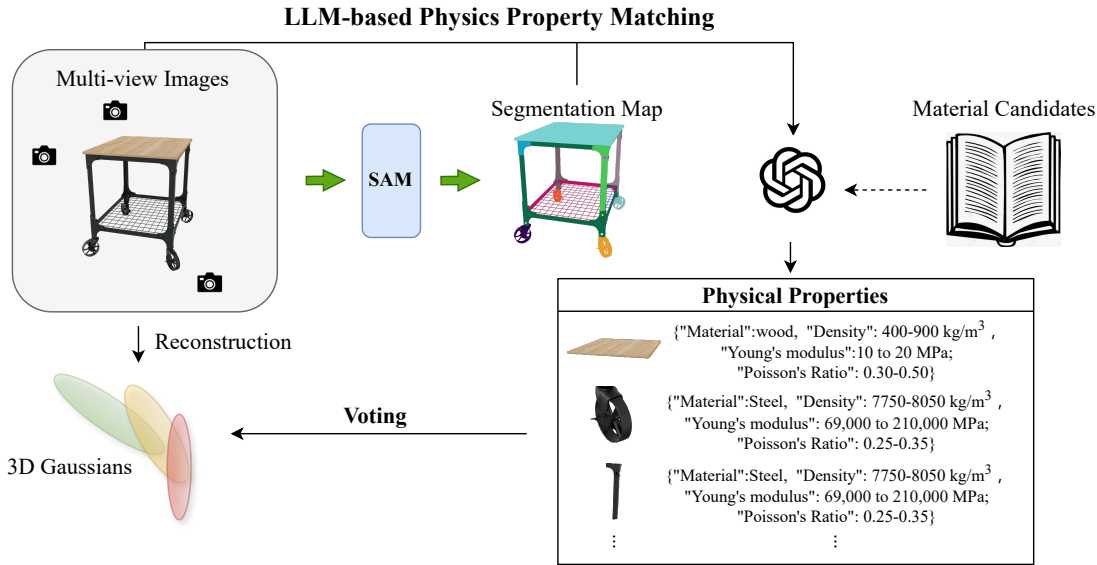 LLM-based Physics Property Matching
Multi-view Images
Segmentation Map
Material Candidates
SAM
Physical Properties
{"Material":wood, "Density": 400-900 kg/m³ ,
"Young's modulus":10 to 20 MPa;
"Poisson's Ratio": 0.30-0.50}
{"Material":Steel, "Density": 7750-8050 kg/m³ ,
"Young's modulus": 69,000 to 210,000 MPa;
"Poisson's Ratio": 0.25-0.35}
{"Material":Steel, "Density": 7750-8050 kg/m³ ,
"Young's modulus": 69,000 to 210,000 MPa;
"Poisson's Ratio": 0.25-0.35}
⋮ ⋮
Reconstruction
Voting
3D Gaussians